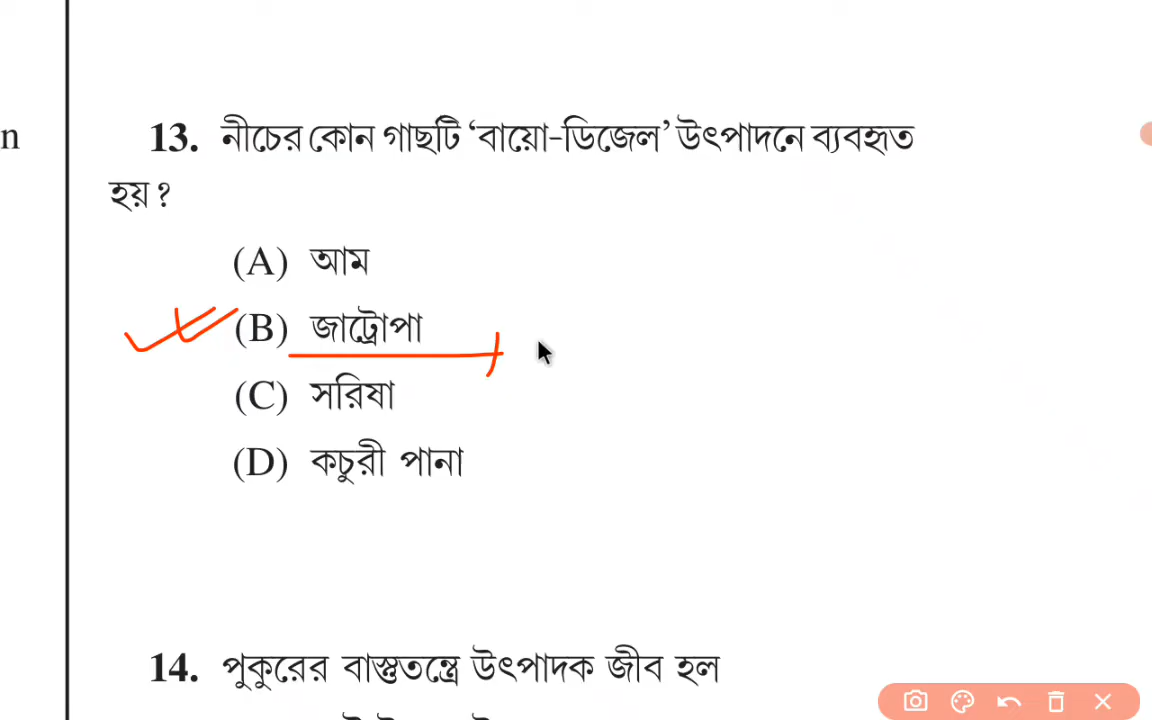 n
13. নীচের কোন গাছটি ‘বায়ো-ডিজেল’ উৎপাদনে ব্যবহৃত
হয় ?
(A) আম
(B) জাট্রোপা
(C) সরিষা
(D) কচুরী পানা
14. পুকুরের বাস্তুতন্ত্রে উৎপাদক জীব হল